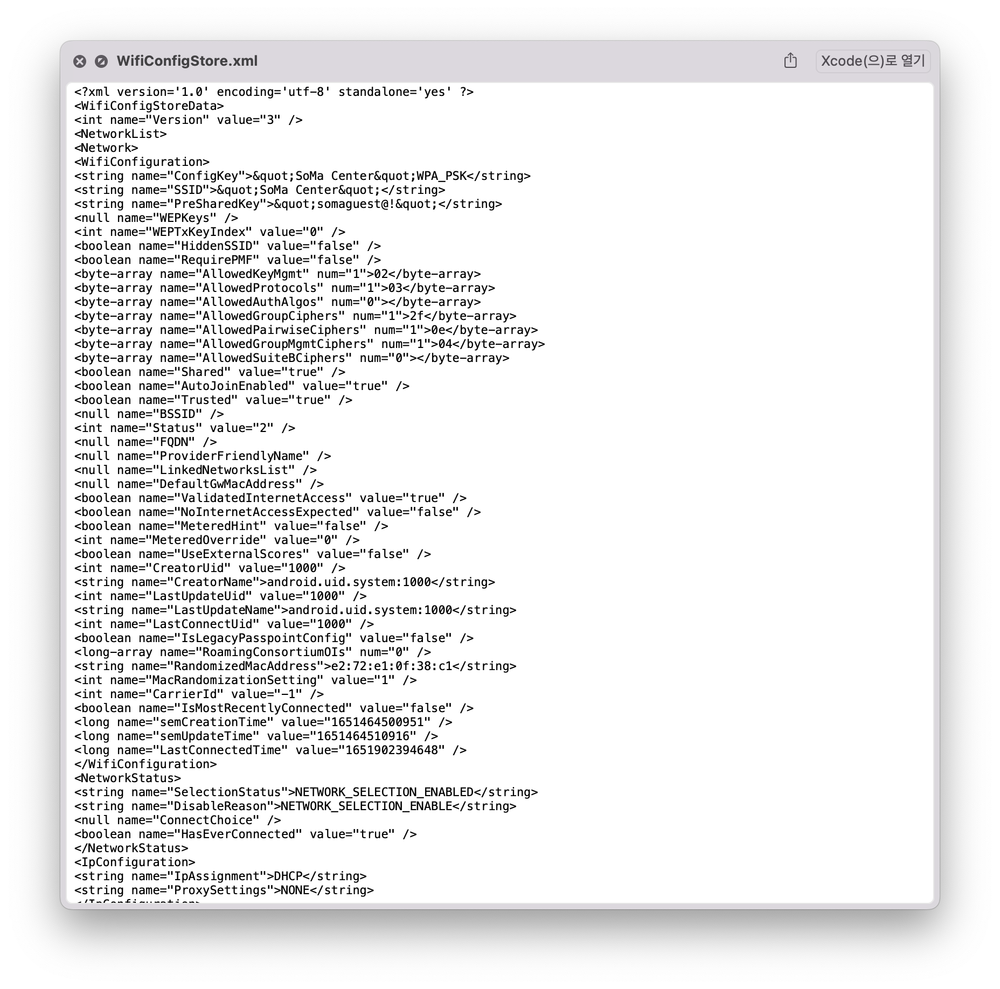 WifiConfigStore.xml
Xcode(으)로 열기
<?xml version='1.0' encoding='utf-8' standalone='yes' ?>
<WifiConfigStoreData>
<int name="Version" value="3" />
<NetworkList>
<Network>
<WifiConfiguration>
<string name="ConfigKey">&quot;SoMa Center&quot;WPA_PSK</string>
<string name="SSID">&quot;SoMa Center&quot;</string>
<string name="PreSharedKey">&quot;somaguest@!&quot;</string>
<null name="WEPKeys" />
<int name="WEPTxKeyIndex" value="0" />
<boolean name="HiddenSSID" value="false" />
<boolean name="RequirePMF" value="false" />
<byte-array name="AllowedKeyMgmt" num="1">02</byte-array>
<byte-array name="AllowedProtocols" num="1">03</byte-array>
<byte-array name="AllowedAuthAlgos" num="0"></byte-array>
<byte-array name="AllowedGroupCiphers" num="1">2f</byte-array>
<byte-array name="AllowedPairwiseCiphers" num="1">0e</byte-array>
<byte-array name="AllowedGroupMgmtCiphers" num="1">04</byte-array>
<byte-array name="AllowedSuiteBCiphers" num="0"></byte-array>
<boolean name="Shared" value="true" />
<boolean name="AutoJoinEnabled" value="true" />
<boolean name="Trusted" value="true" />
<null name="BSSID" />
<int name="Status" value="2" />
<null name="FQDN" />
<null name="ProviderFriendlyName" />
<null name="LinkedNetworksList" />
<null name="DefaultGwMacAddress" />
<boolean name="ValidatedInternetAccess" value="true" />
<boolean name="NoInternetAccessExpected" value="false" />
<boolean name="MeteredHint" value="false" />
<int name="MeteredOverride" value="0" />
<boolean name="UseExternalScores" value="false" />
<int name="CreatorUid" value="1000" />
<string name="CreatorName">android.uid.system:1000</string>
<int name="LastUpdateUid" value="1000" />
<string name="LastUpdateName">android.uid.system:1000</string>
<int name="LastConnectUid" value="1000" />
<boolean name="IsLegacyPasspointConfig" value="false" />
<long-array name="RoamingConsortiumOIs" num="0" />
<string name="RandomizedMacAddress">e2:72:e1:0f:38:c1</string>
<int name="MacRandomizationSetting" value="1" />
<int name="CarrierId" value="-1" />
<boolean name="IsMostRecentlyConnected" value="false" />
<long name="semCreationTime" value="1651464500951" />
<long name="semUpdateTime" value="1651464510916" />
<long name="LastConnectedTime" value="1651902394648" />
</WifiConfiguration>
<NetworkStatus>
<string name="SelectionStatus">NETWORK_SELECTION_ENABLED</string>
<string name="DisableReason">NETWORK_SELECTION_ENABLE</string>
<null name="ConnectChoice" />
<boolean name="HasEverConnected" value="true" />
</NetworkStatus>
<IpConfiguration>
<string name="IpAssignment">DHCP</string>
<string name="ProxySettings">NONE</string>
</IpConfiguration>